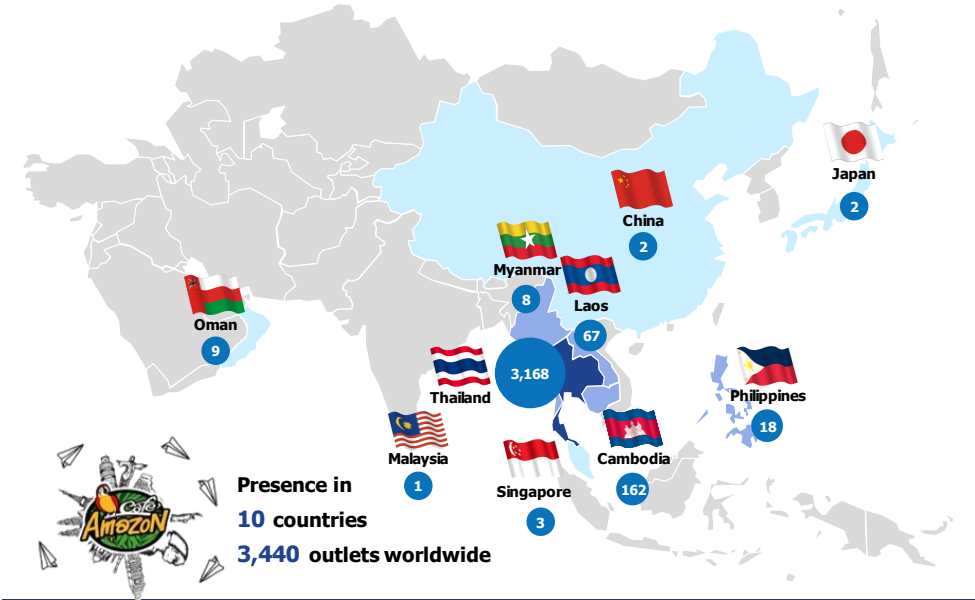 Japan
2
China
2
Myanmar
8
Laos
67
Oman
9
3,168
Thailand
Philippines
18
Malaysia
1
Singapore
3
Cambodia
162
Café
Amazon
Presence in
10 countries
3,440 outlets worldwide